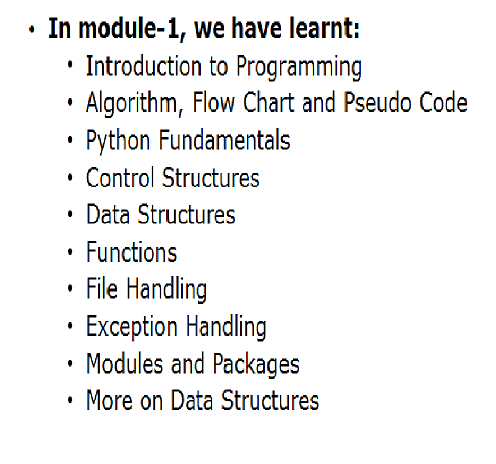 • In module-1, we have learnt:
• Introduction to Programming
• Algorithm, Flow Chart and Pseudo Code
• Python Fundamentals
• Control Structures
• Data Structures
• Functions
• File Handling
• Exception Handling
• Modules and Packages
• More on Data Structures